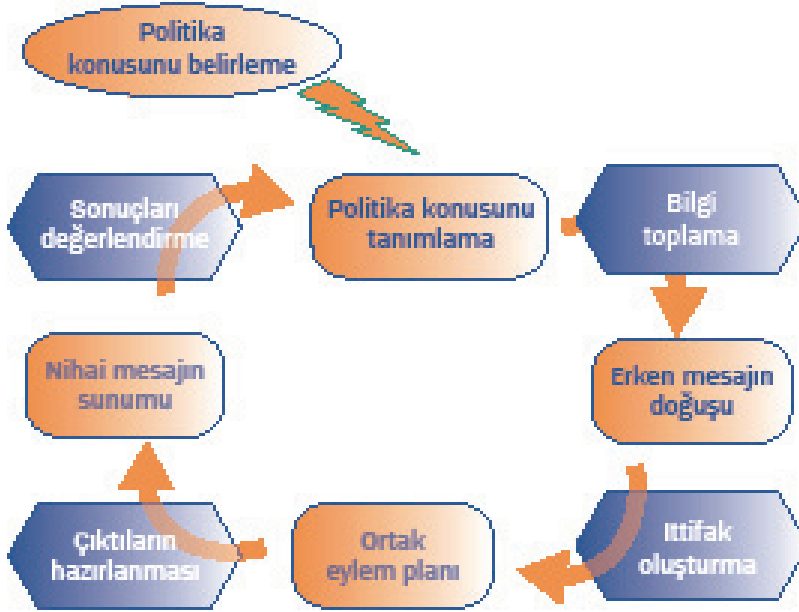 Politika
konusunu belirleme
Politika konusunu
tanımlama
Bilgi
toplama
Erken mesajın
doğuşu
Ittifak
oluşturma
Ortak
eylem planı
Çıktıların
hazırlanması
Nihai mesajın
sunumu
Sonuçları
değerlendirme